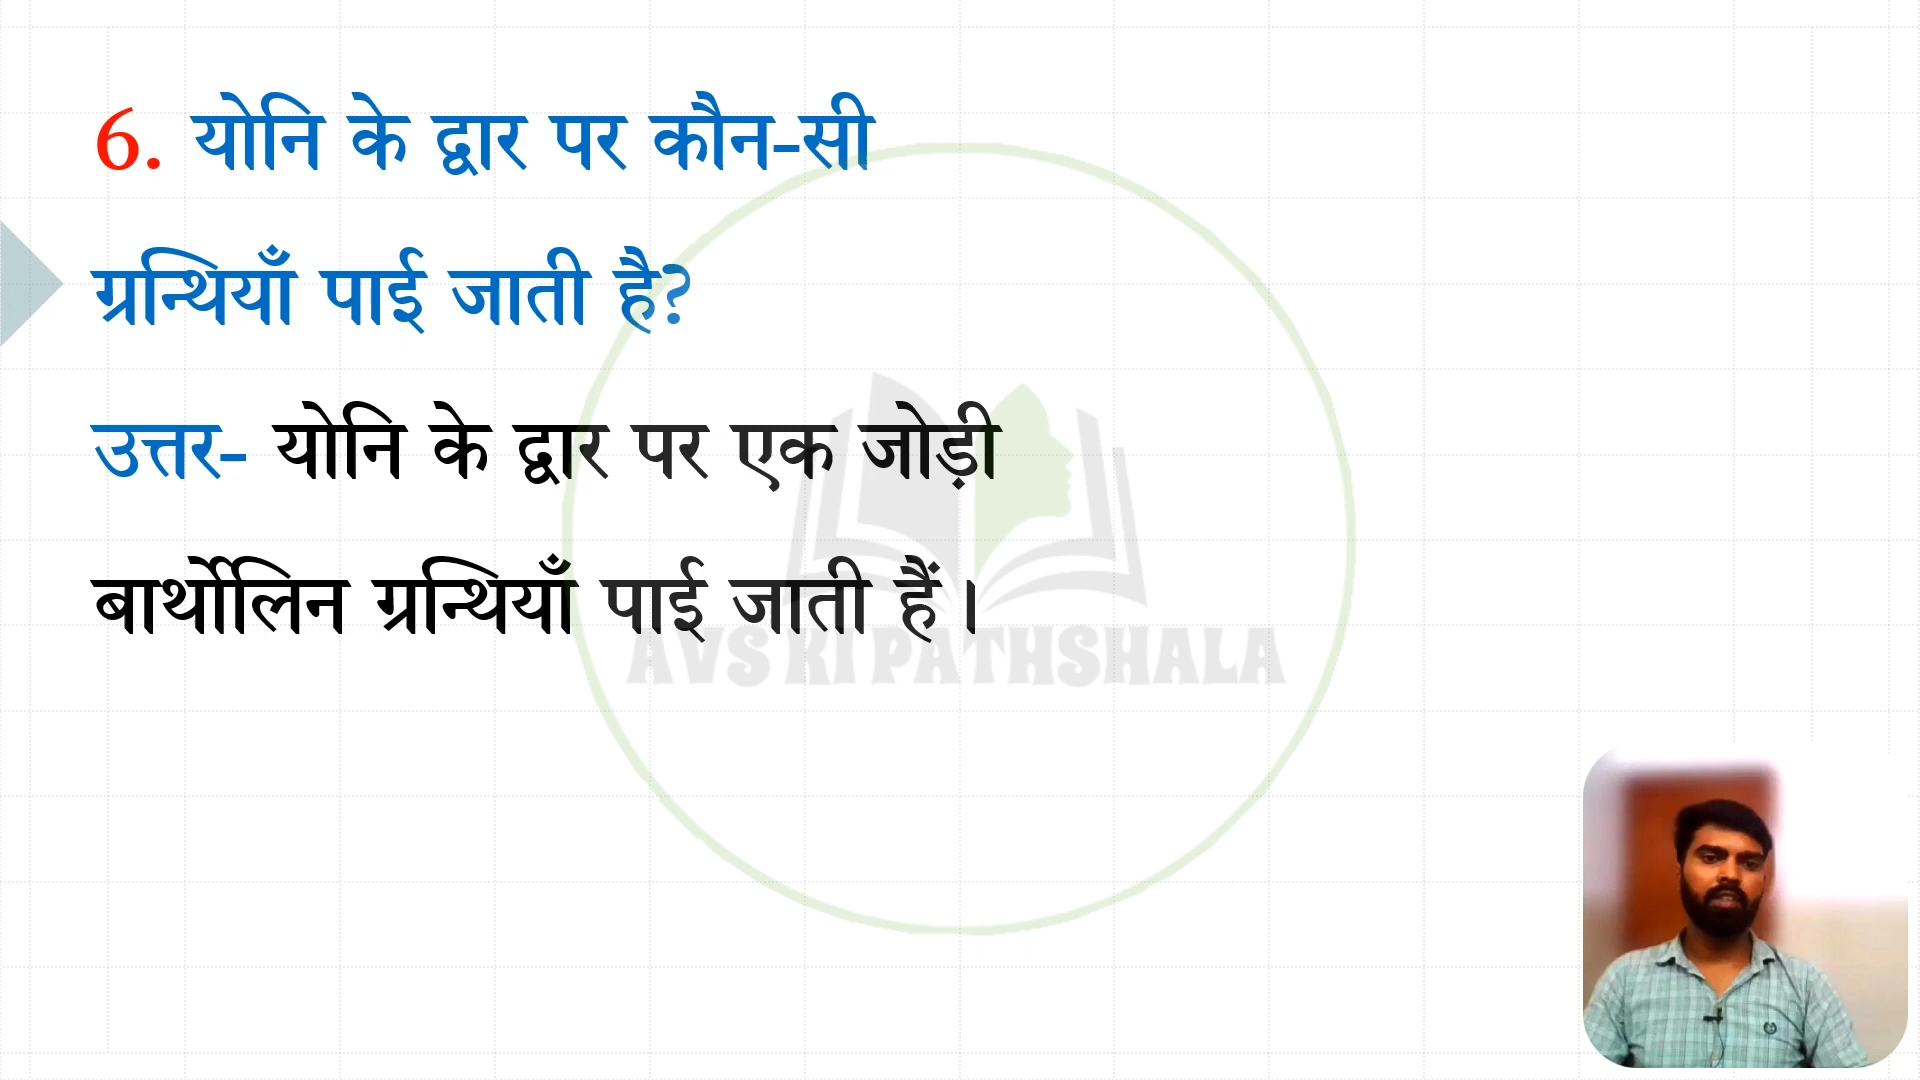 6. योनि के द्वार पर कौन-सी
ग्रन्थियाँ पाई जाती है?
उत्तर- योनि के द्वार पर एक जोड़ी
बार्थोलिन ग्रन्थियाँ पाई जाती हैं।
AVS KI PATHSHALA